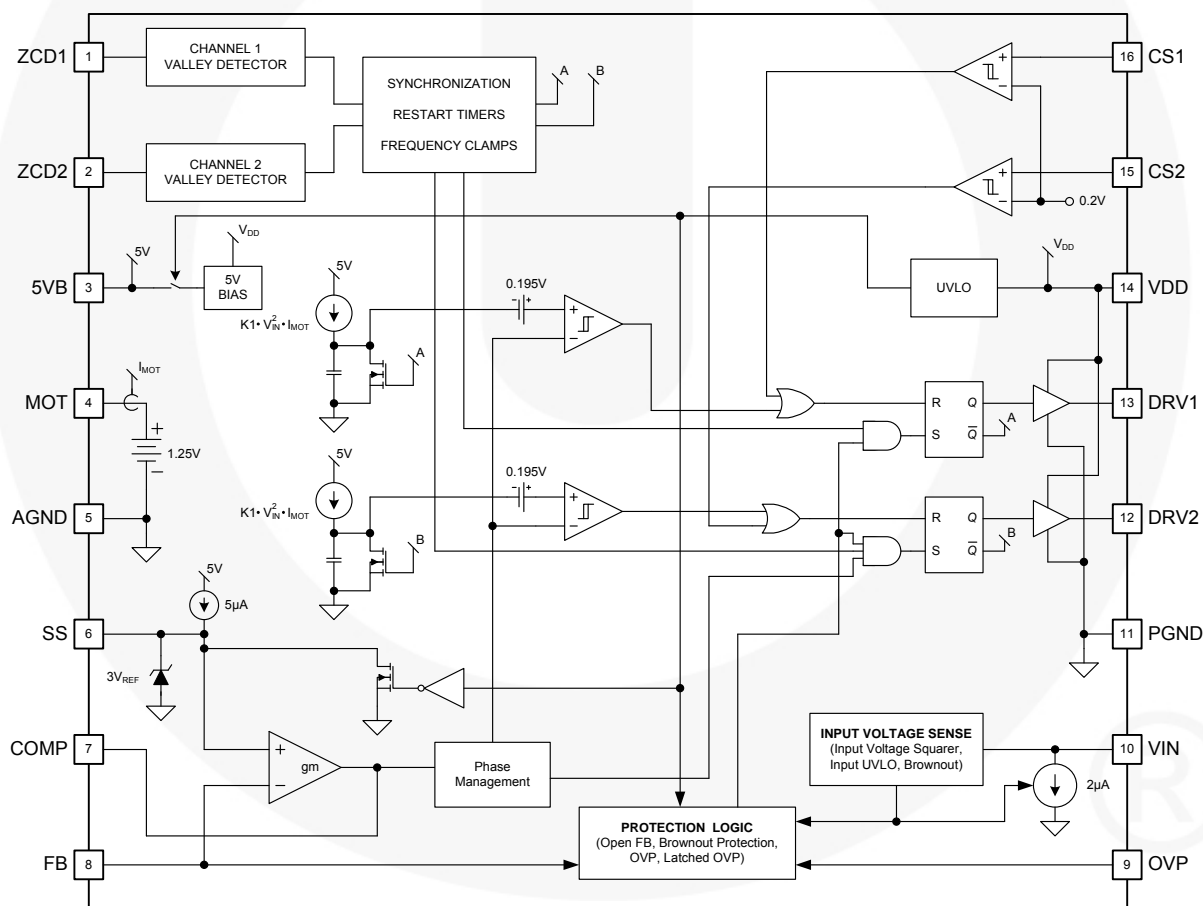 ZCD1
1
CHANNEL 1
VALLEY DETECTOR
SYNCHRONIZATION
RESTART TIMERS
FREQUENCY CLAMPS
A
B
+
−
16
CS1
ZCD2
2
CHANNEL 2
VALLEY DETECTOR
+
−
15
CS2
0.2V
5VB
3
5V
VDD
5V
BIAS
5V
K1• V²IN • IMOT
A
0.195V
- +
+
−
UVLO
VDD
14
VDD
MOT
4
IMOT
+
1.25V
−
R
Q
S
Q̅
A
13
DRV1
AGND
5
5V
K1• V²IN • IMOT
B
0.195V
- +
+
−
R
Q
S
Q̅
B
12
DRV2
SS
6
5V
5µA
3VREF
11
PGND
COMP
7
+
−
gm
Phase
Management
INPUT VOLTAGE SENSE
(Input Voltage Squarer,
Input UVLO, Brownout)
10
VIN
2µA
FB
8
PROTECTION LOGIC
(Open FB, Brownout Protection,
OVP, Latched OVP)
9
OVP
®